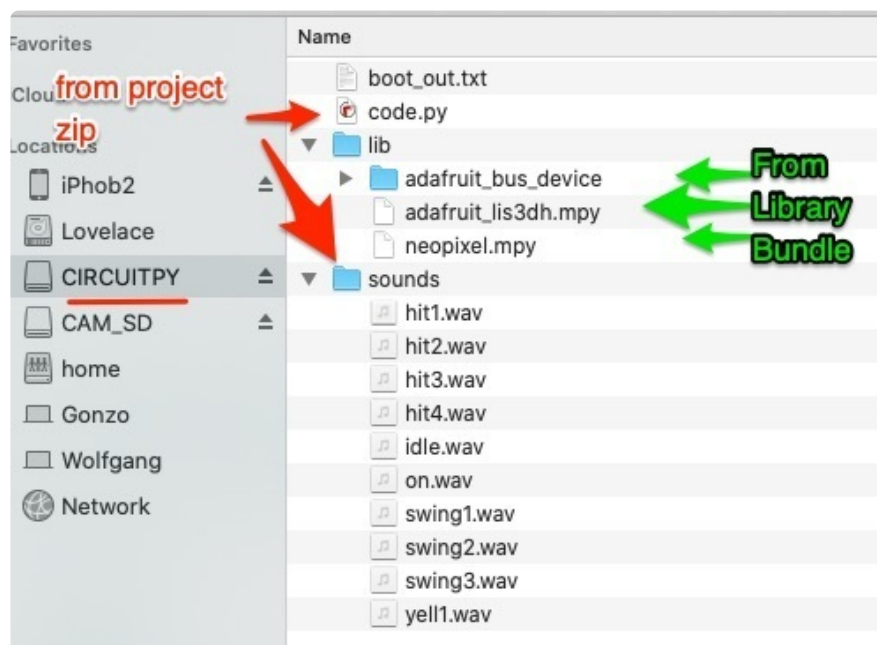 Favorites
Cloud
from project
zip
Locations
iPhob2
Lovelace
CIRCUITPY
CAM_SD
home
Gonzo
Wolfgang
Network
Name
boot_out.txt
code.py
lib
adafruit_bus_device
adafruit_lis3dh.mpy
neopixel.mpy
From
Library
Bundle
sounds
hit1.wav
hit2.wav
hit3.wav
hit4.wav
idle.wav
on.wav
swing1.wav
swing2.wav
swing3.wav
yell1.wav